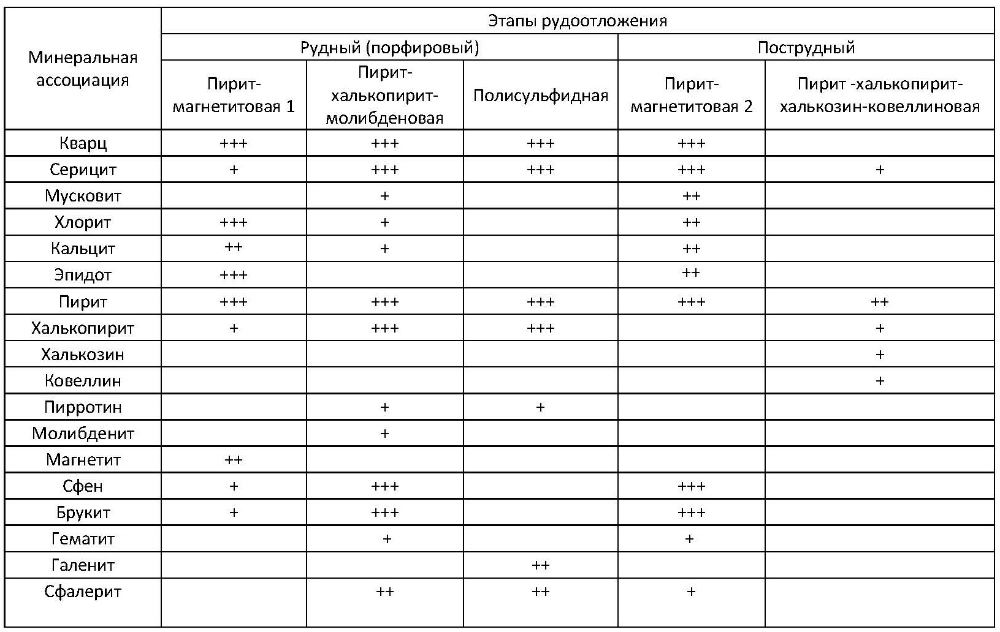 Минеральная
ассоциация
Этапы рудоотложения
Рудный (порфировый)
Пострудный
Пирит-
магнетитовая 1
Пирит-
халькопирит-
молибденовая
Полисульфидная
Пирит-
магнетитовая 2
Пирит -халькопирит-
халькозин-ковеллиновая
Кварц +++ +++ +++ +++
Серицит + +++ +++ +++ +
Мусковит + ++
Хлорит +++ + ++
Кальцит ++ + ++
Эпидот +++ ++
Пирит +++ +++ +++ +++ ++
Халькопирит + +++ +++ +
Халькозин +
Ковеллин +
Пирротин + +
Молибденит +
Магнетит ++
Сфен + +++ +++
Брукит + +++ +++
Гематит + +
Галенит ++
Сфалерит ++ ++ +